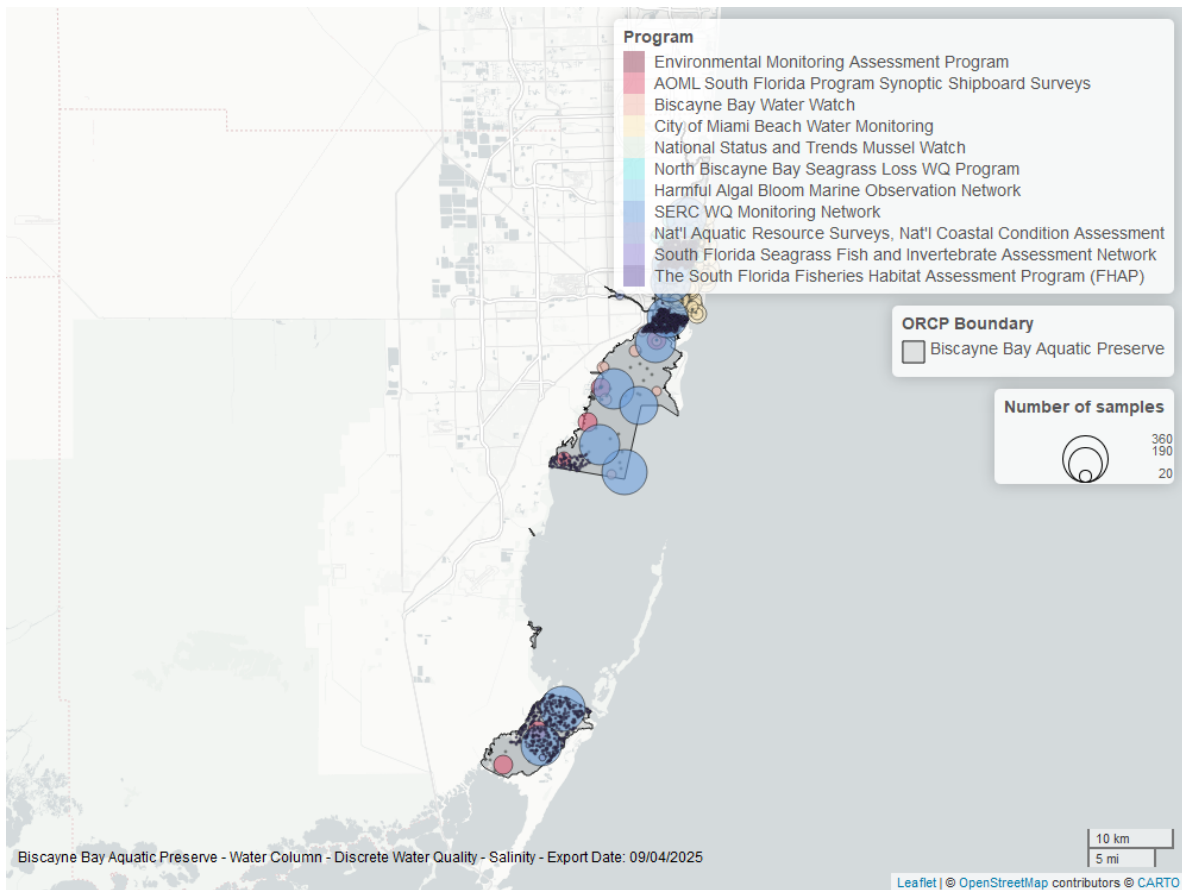 Program
Environmental Monitoring Assessment Program
AOML South Florida Program Synoptic Shipboard Surveys
Biscayne Bay Water Watch
City of Miami Beach Water Monitoring
National Status and Trends Mussel Watch
North Biscayne Bay Seagrass Loss WQ Program
Harmful Algal Bloom Marine Observation Network
SERC WQ Monitoring Network
Nat'l Aquatic Resource Surveys, Nat'l Coastal Condition Assessment
South Florida Seagrass Fish and Invertebrate Assessment Network
The South Florida Fisheries Habitat Assessment Program (FHAP)
ORCP Boundary
Biscayne Bay Aquatic Preserve
Number of samples
360
190
20
10 km
5 mi
Biscayne Bay Aquatic Preserve - Water Column - Discrete Water Quality - Salinity - Export Date: 09/04/2025
Leaflet | © OpenStreetMap contributors © CARTO